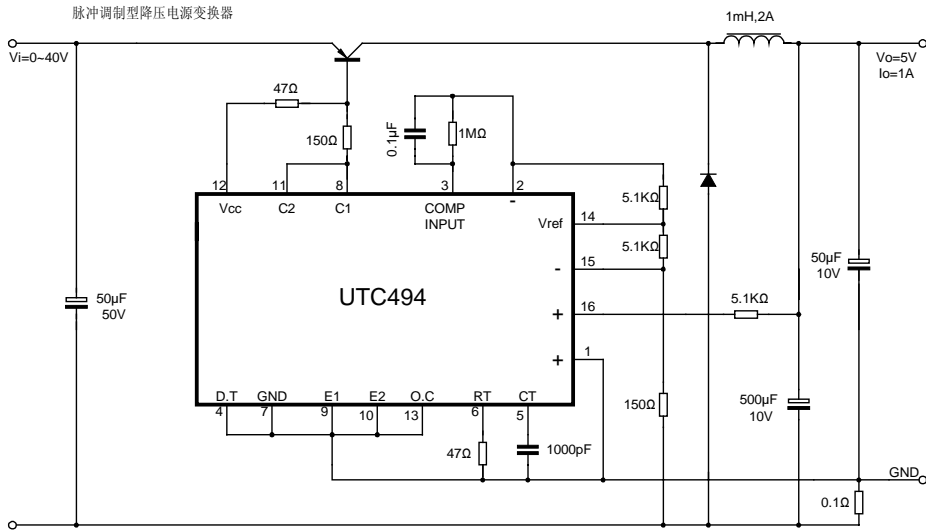 脉冲调制型降压电源变换器
1mH,2A
Vi=0~40V
Vo=5V
Io=1A
47Ω
150Ω
0.1μF
1MΩ
12
11
8
3
2
5.1KΩ
Vcc
C2
C1
COMP
INPUT
-
Vref
14
5.1KΩ
-
15
50μF
10V
50μF
50V
UTC494
+
16
5.1KΩ
+
1
D.T
GND
E1
E2
O.C
RT
CT
4
7
9
10
13
6
5
150Ω
500μF
10V
47Ω
1000pF
GND
0.1Ω